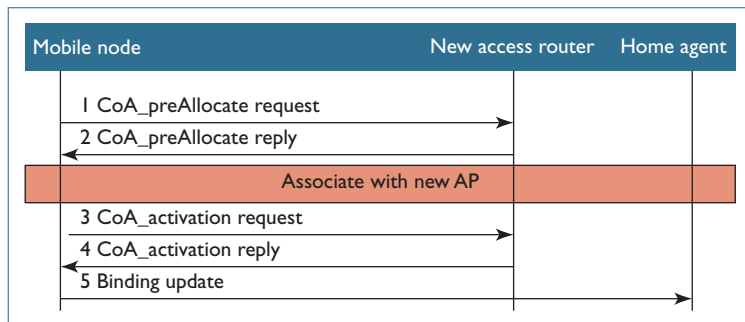 Mobile node New access router Home agent
1 CoA_preAllocate request
2 CoA_preAllocate reply
Associate with new AP
3 CoA_activation request
4 CoA_activation reply
5 Binding update